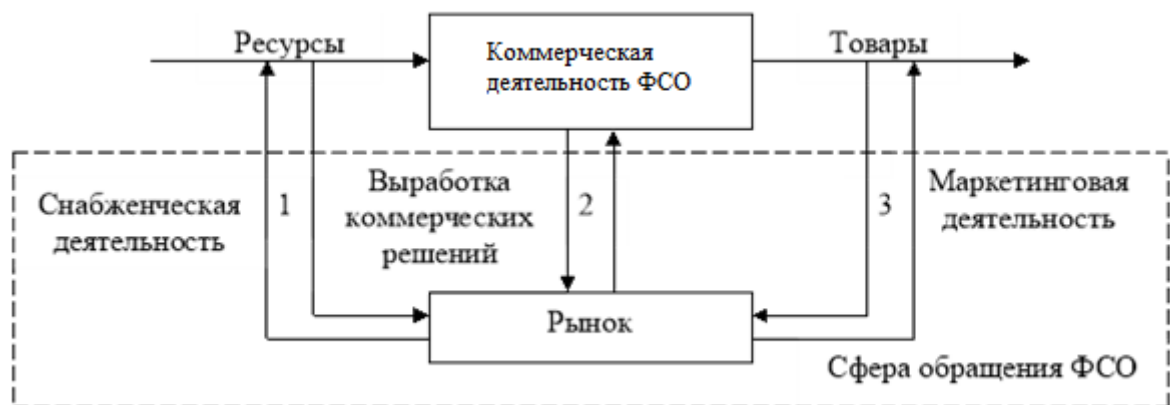 Ресурсы
Коммерческая
деятельность ФСО
Товары
Снабженческая
деятельность
1
Выработка
коммерческих
решений
2
3
Маркетинговая
деятельность
Рынок
Сфера обращения ФСО